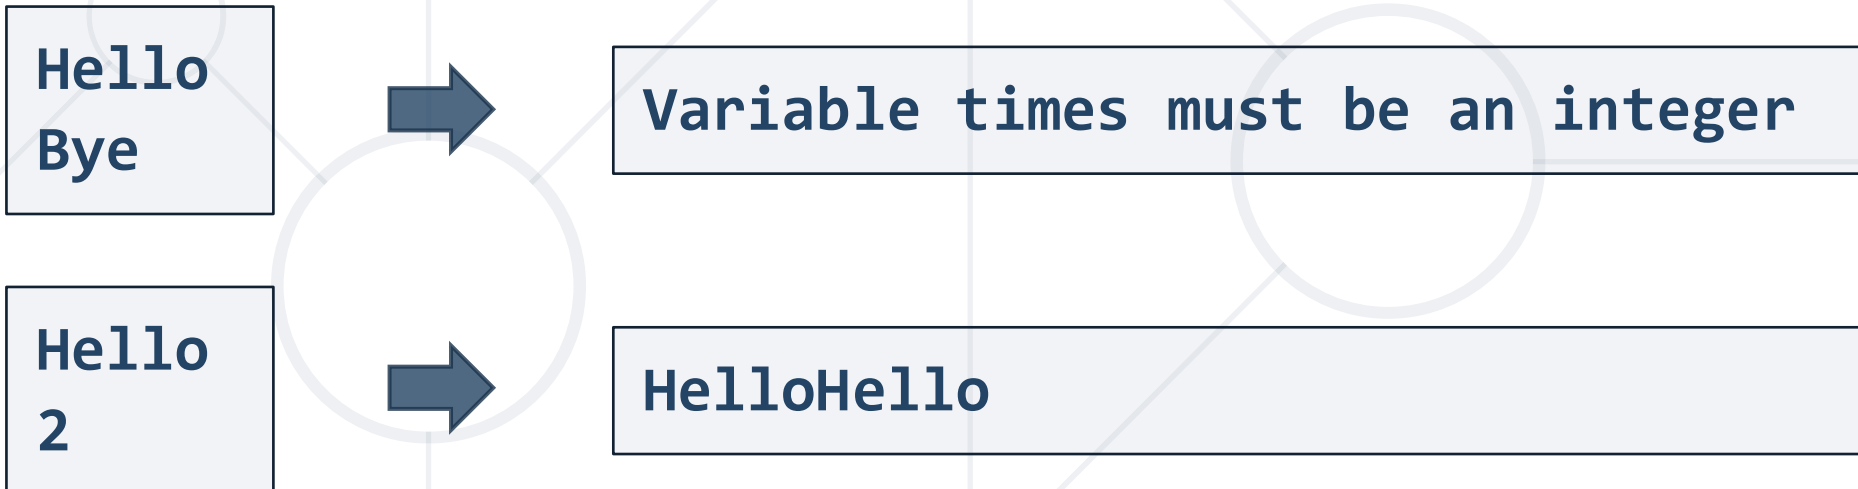 Hello
Bye
Variable times must be an integer
Hello
2
HelloHello